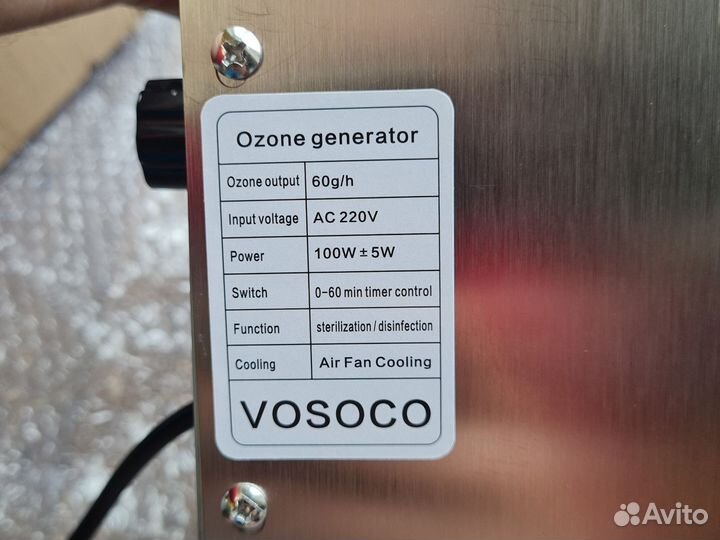 Ozone generator
Ozone output 60g/h
Input voltage AC 220V
Power 100W ± 5W
Switch 0-60 min timer control
Function sterilization / disinfection
Cooling Air Fan Cooling
VOSOCO
Avito